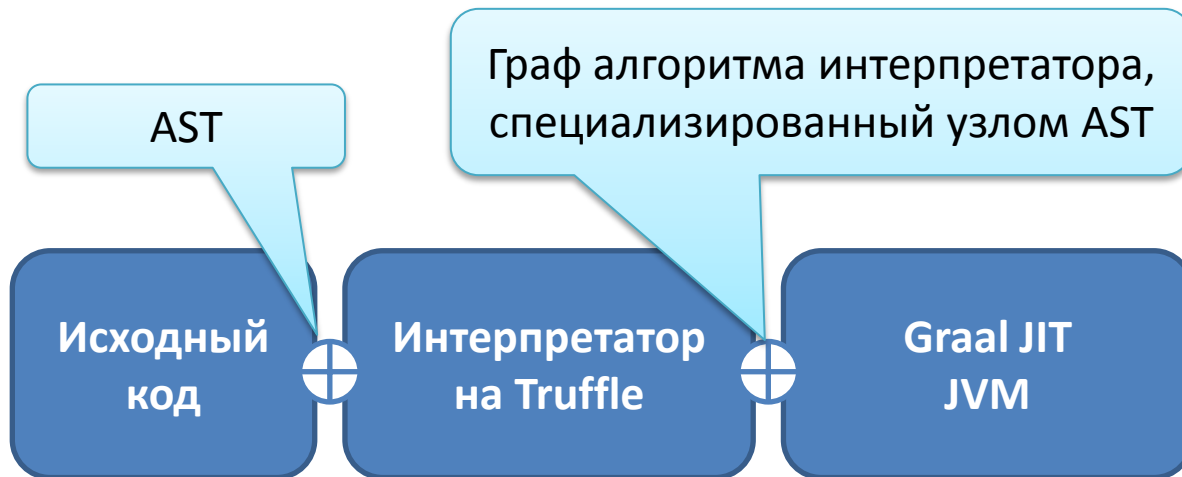 AST
Граф алгоритма интерпретатора,
специализированный узлом AST
Исходный
код
Интерпретатор
на Truffle
Graal JIT
JVM